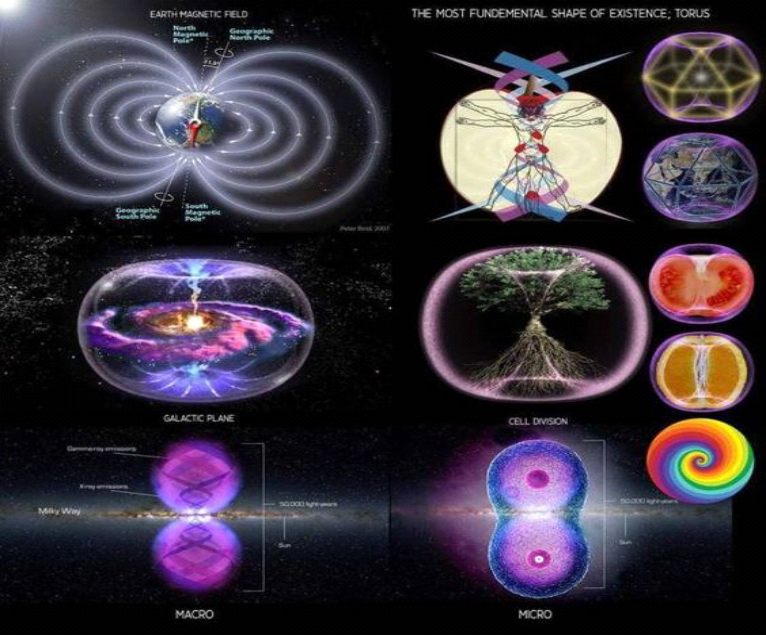 EARTH MAGNETIC FIELD
THE MOST FUNDEMENTAL SHAPE OF EXISTENCE; TORUS
North
Magnetic
Pole*
Geographic
North Pole
Geographic
South Pole
South
Magnetic
Pole*
Peter Reid, 2007
GALACTIC PLANE
CELL DIVISION
Gamma-ray emissions
X-ray emissions
Milky Way
50,000 light-years
Sun
50,000 light-years
Sun
MACRO
MICRO